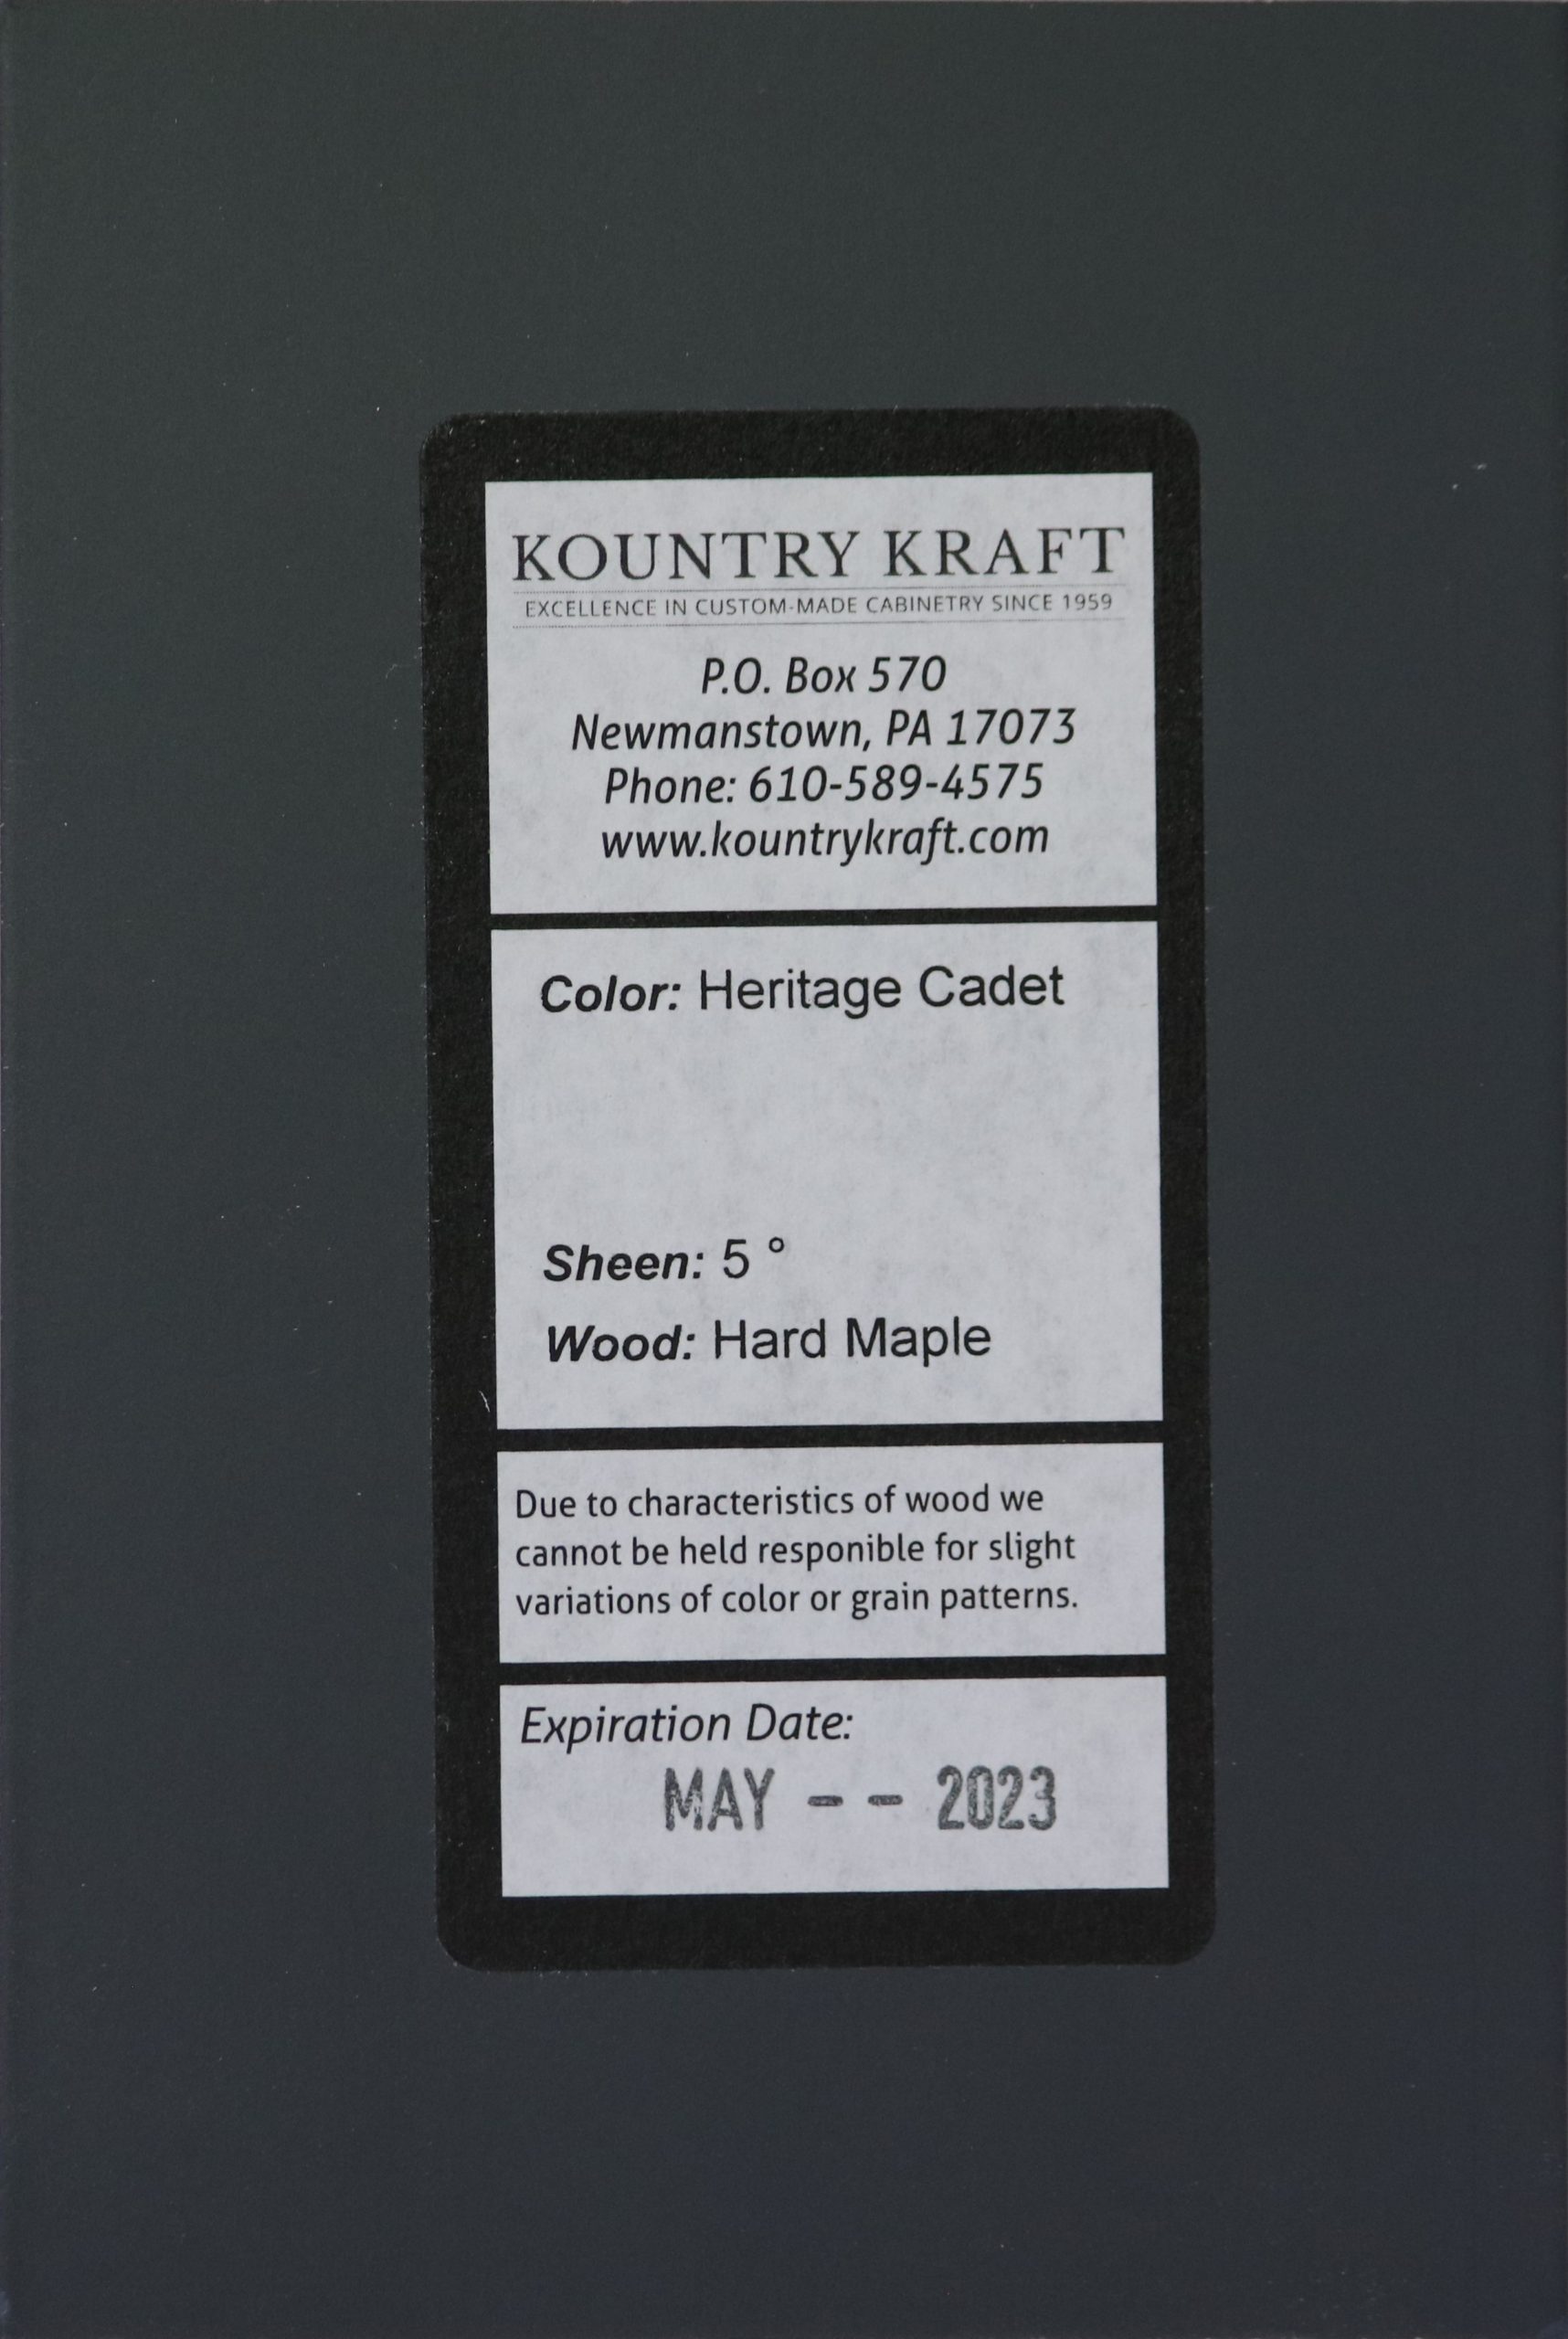 KOUNTRY KRAFT
EXCELLENCE IN CUSTOM-MADE CABINETRY SINCE 1959
P.O. Box 570
Newmanstown, PA 17073
Phone: 610-589-4575
www.kountrykraft.com
Color: Heritage Cadet
Sheen: 5 °
Wood: Hard Maple
Due to characteristics of wood we
cannot be held responible for slight
variations of color or grain patterns.
Expiration Date:
MAY - - 2023